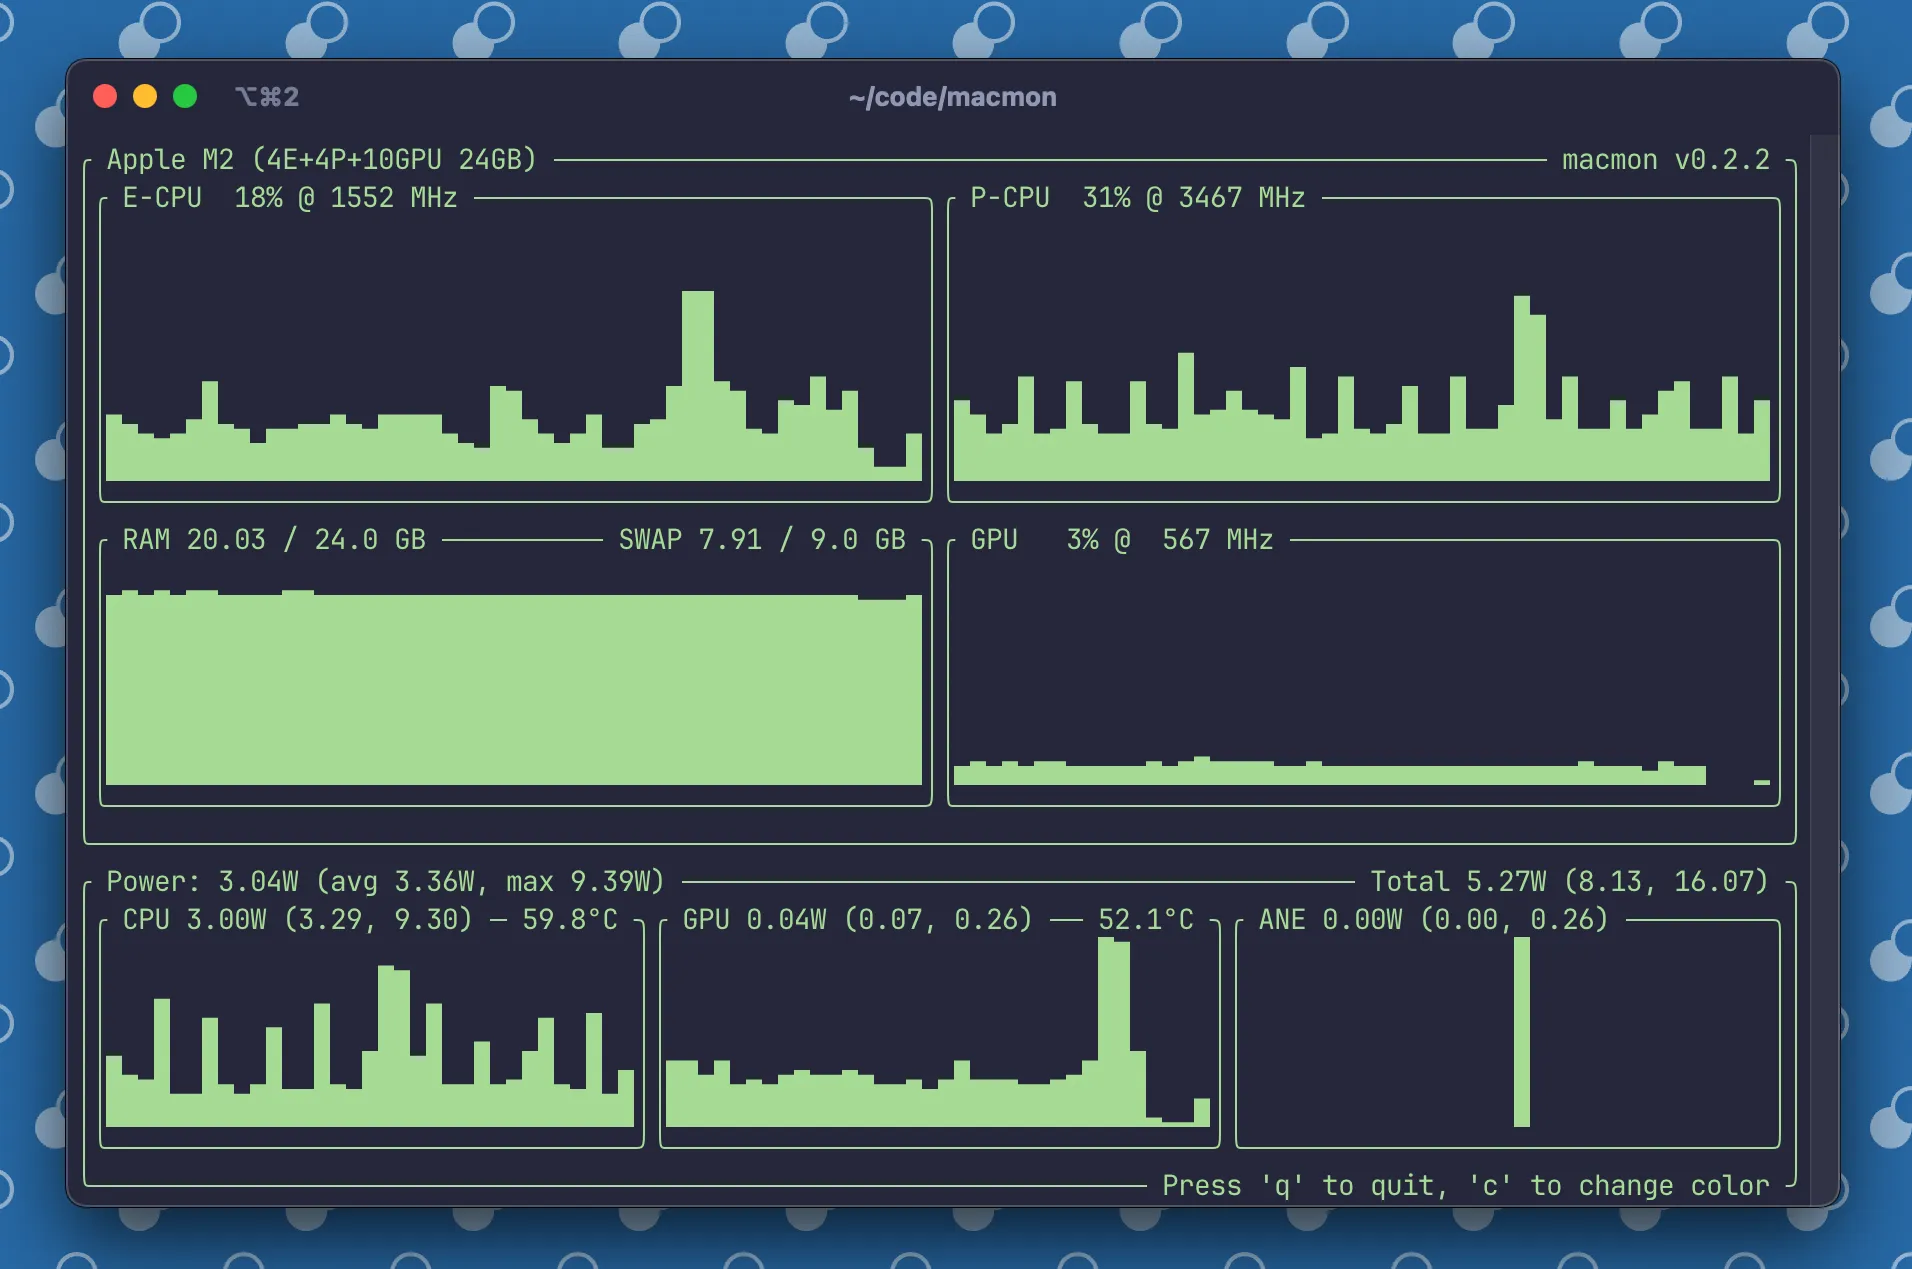 ⌥⌘2 ~/code/macmon
Apple M2 (4E+4P+10GPU 24GB) macmon v0.2.2
E-CPU 18% @ 1552 MHz P-CPU 31% @ 3467 MHz
RAM 20.03 / 24.0 GB SWAP 7.91 / 9.0 GB GPU 3% @ 567 MHz
Power: 3.04W (avg 3.36W, max 9.39W) Total 5.27W (8.13, 16.07)
CPU 3.00W (3.29, 9.30) — 59.8°C GPU 0.04W (0.07, 0.26) — 52.1°C ANE 0.00W (0.00, 0.26)
Press 'q' to quit, 'c' to change color